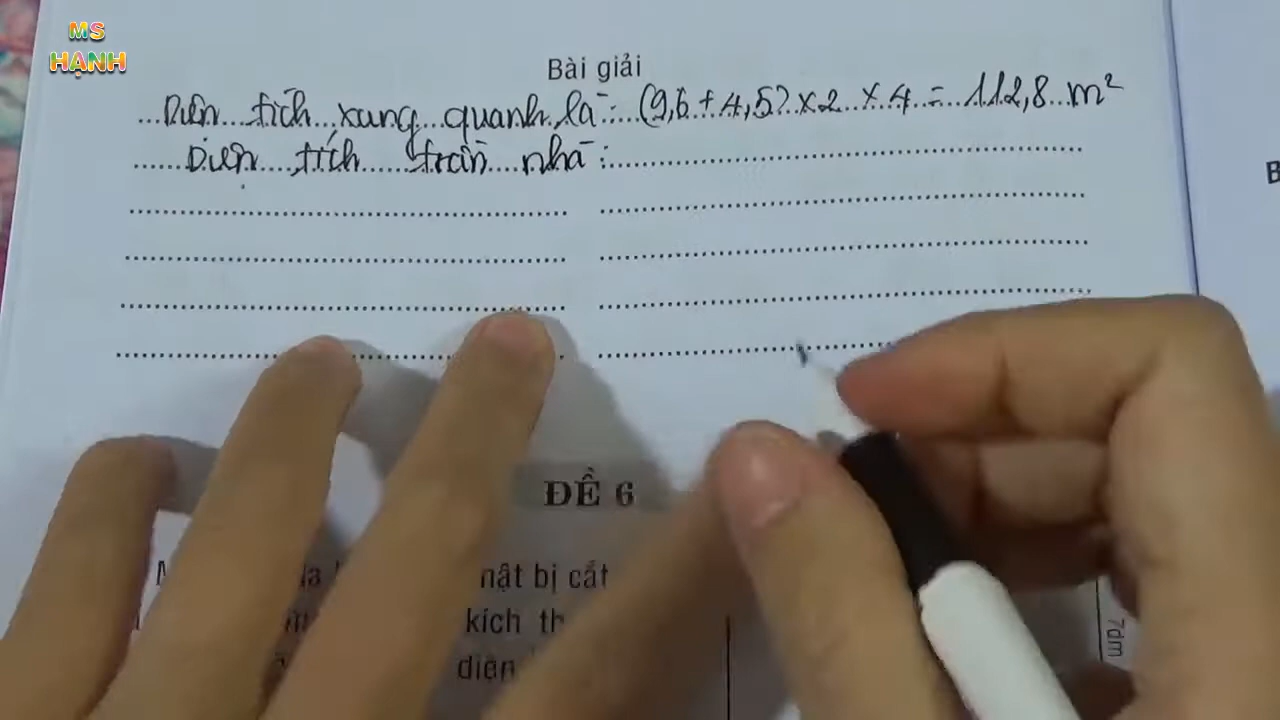 MS
HẠNH
Bài giải
Diện tích xung quanh là: (9,6 + 4,5) x 2 x 4 = 112,8 m²
Diện tích trần nhà:
B
ĐỀ 6
nật bị cắt
kích th
diện
7dm